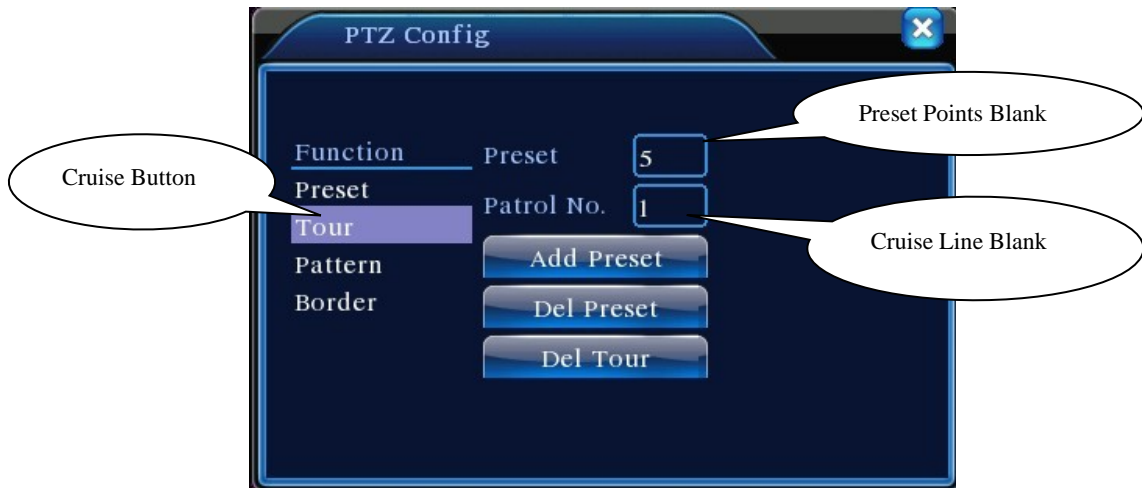 PTZ Config
Preset Points Blank
Cruise Button
Function
Preset 5
Preset
Patrol No. 1
Tour
Cruise Line Blank
Pattern
Add Preset
Border
Del Preset
Del Tour